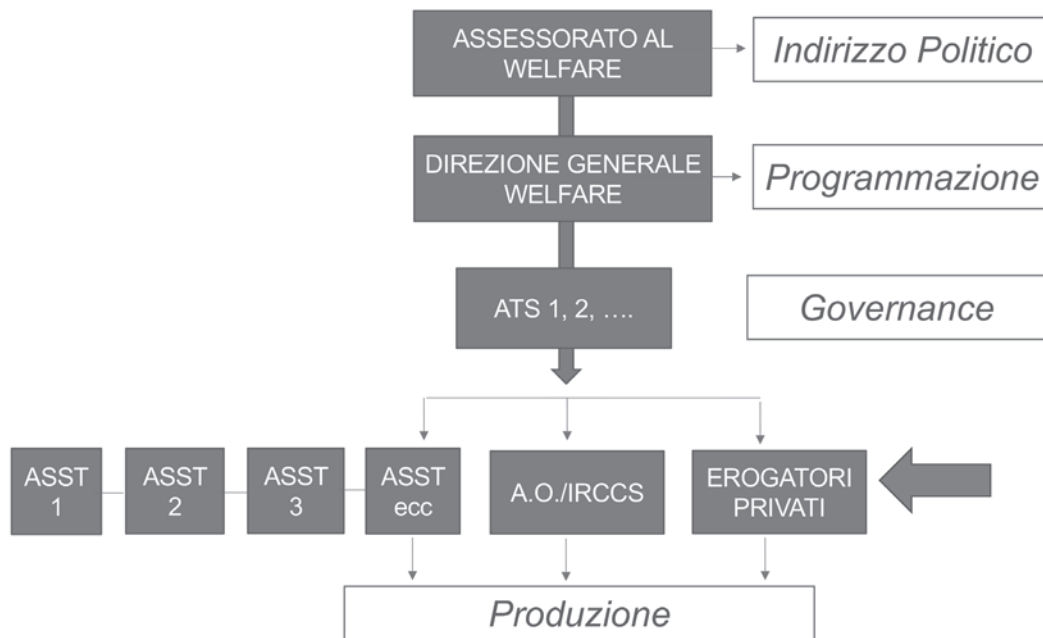 ASSESSORATO AL
WELFARE
Indirizzo Politico
DIREZIONE GENERALE
WELFARE
Programmazione
ATS 1, 2, ....
Governance
ASST
1
ASST
2
ASST
3
ASST
ecc
A.O./IRCCS
EROGATORI
PRIVATI
Produzione